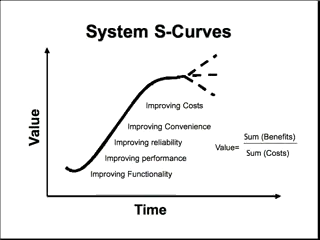 System S-Curves
Value
Improving Costs
Improving Convenience
Improving reliability
Improving performance
Improving Functionality
Value= Sum (Benefits)
Sum (Costs)
Time